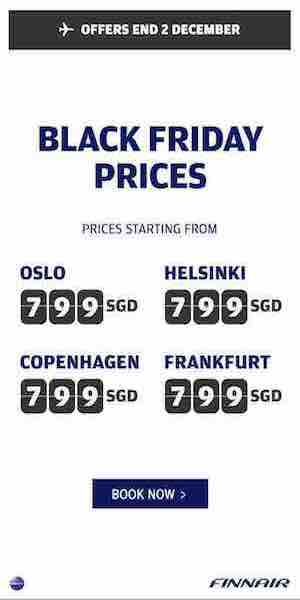 OFFERS END 2 DECEMBER
BLACK FRIDAY
PRICES
PRICES STARTING FROM
OSLO
799 SGD
HELSINKI
799 SGD
COPENHAGEN
799 SGD
FRANKFURT
799 SGD
BOOK NOW >
FINNAIR